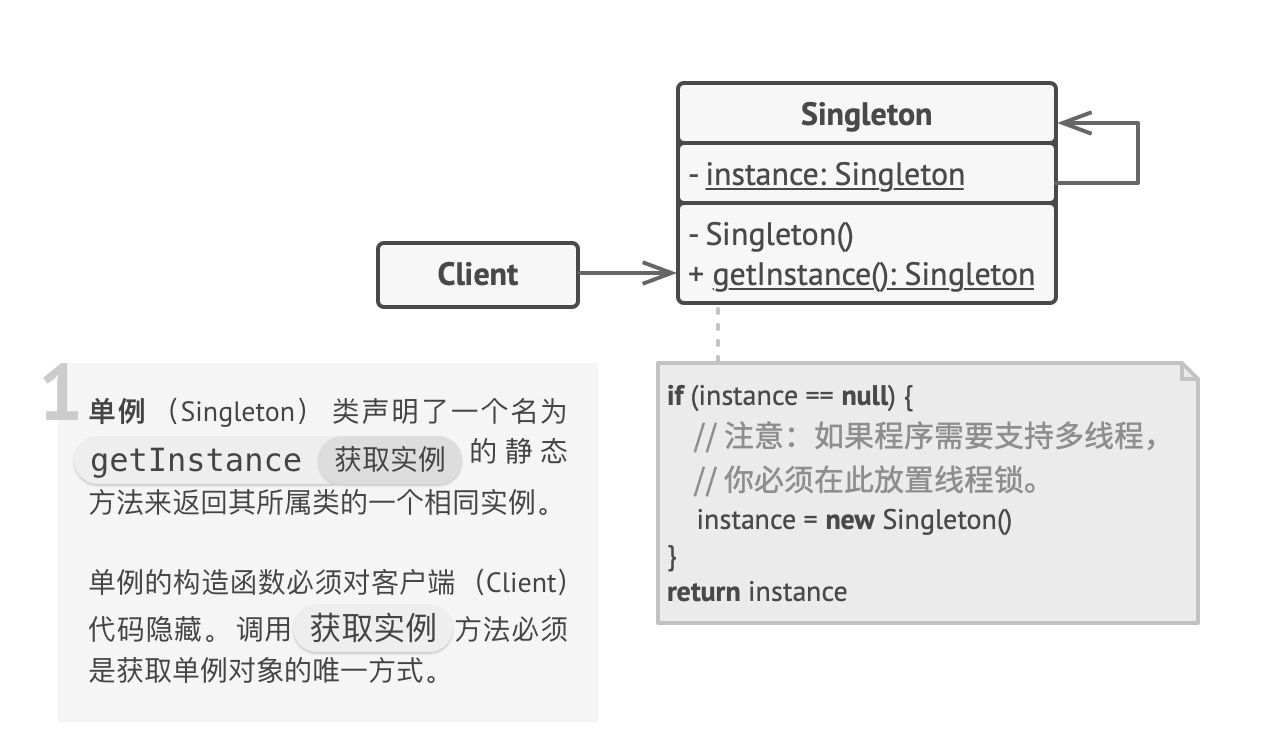 Singleton
- instance: Singleton
- Singleton()
+ getInstance(): Singleton
Client
1
单例（Singleton） 类声明了一个名为
getInstance 获取实例 的静态
方法来返回其所属类的一个相同实例。
单例的构造函数必须对客户端（Client）
代码隐藏。 调用 获取实例 方法必须
是获取单例对象的唯一方式。
if (instance == null) {
// 注意：如果程序需要支持多线程，
// 你必须在此放置线程锁。
instance = new Singleton()
}
return instance